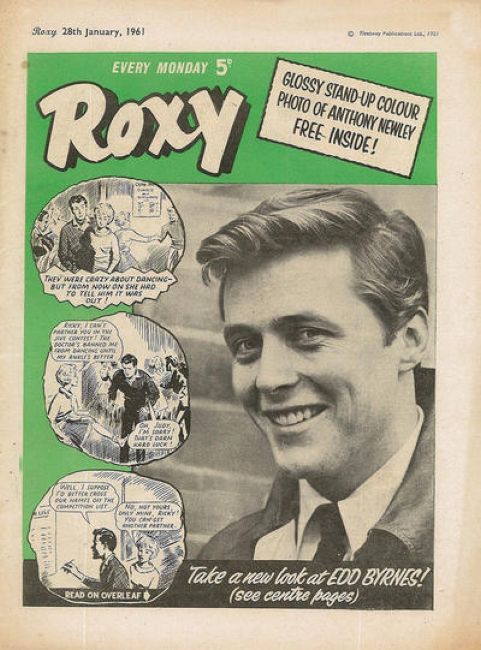 Roxy 28th January, 1961
© Fleetway Publications Ltd., 1961
EVERY MONDAY 5D
Roxy
GLOSSY STAND-UP COLOUR
PHOTO OF ANTHONY NEWLEY
FREE INSIDE!
THEY WERE CRAZY ABOUT DANCING—
BUT FROM NOW ON SHE HAD
TO TELL HIM IT WAS
OUT!
RICKY, I CAN'T
PARTNER YOU IN THE
JIVE CONTEST! THE
DOCTOR'S BANNED ME
FROM DANCING UNTIL
MY ANKLE'S BETTER.
OH, JUDY,
I'M SORRY!
THAT'S DARN
HARD LUCK!
WELL, I SUPPOSE
I'D BETTER CROSS
OUR NAMES OFF THE
COMPETITION LIST.
NO, NOT YOURS,
ONLY MINE, RICKY!
YOU CAN GET
ANOTHER PARTNER.
READ ON OVERLEAF
Take a new look at EDD BYRNES!
(see centre pages)